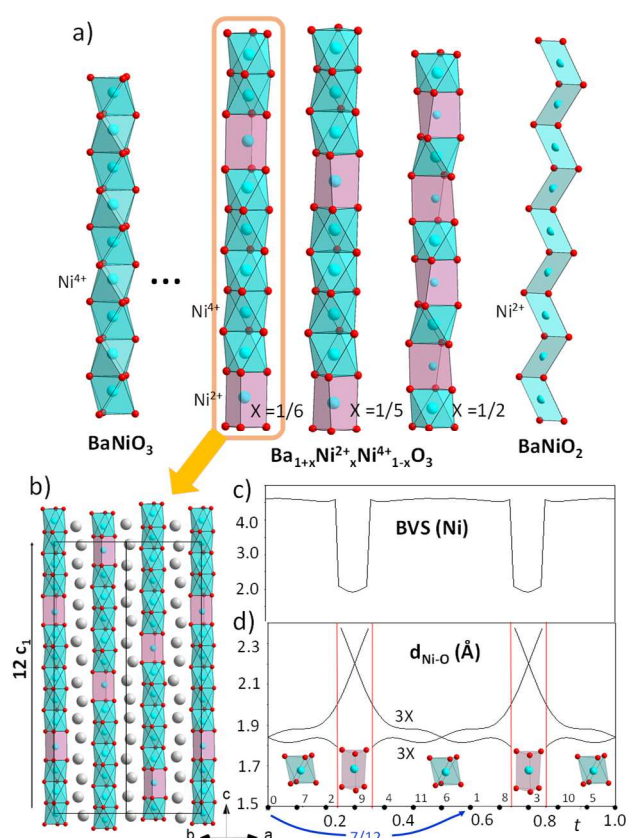 a)
Ni4+
...
Ni4+
Ni2+
X =1/6
X =1/5
X =1/2
Ni2+
BaNiO3
Ba1+xNi2+xNi4+1-xO3
BaNiO2
b)
12 c1
c
b
a
c)
BVS (Ni)
4.0
3.0
2.0
d)
dNi-O (Å)
2.3
2.1
1.9
1.7
1.5
3X
3X
0 7 2 9 4 11 6 1 8 3 10 5
0.0 0.2 0.4 0.6 0.8 t 1.0
7/12